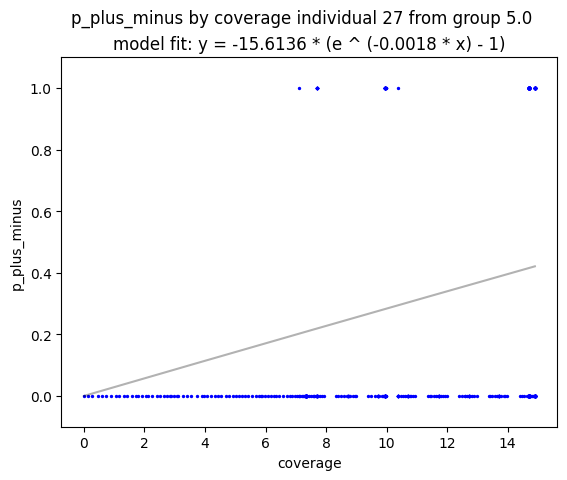 p_plus_minus by coverage individual 27 from group 5.0
model fit: y = -15.6136 * (e ^ (-0.0018 * x) - 1)
1.0
0.8
0.6
0.4
0.2
0.0
p_plus_minus
0 2 4 6 8 10 12 14
coverage